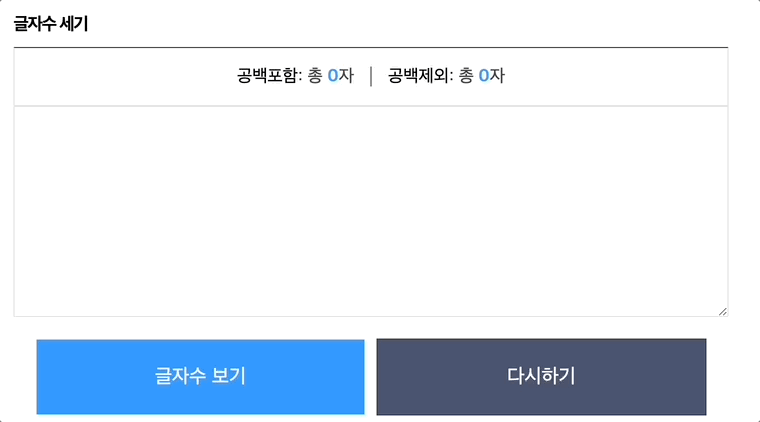 글자수 세기
공백포함: 총 0자 | 공백제외: 총 0자
글자수 보기 다시하기